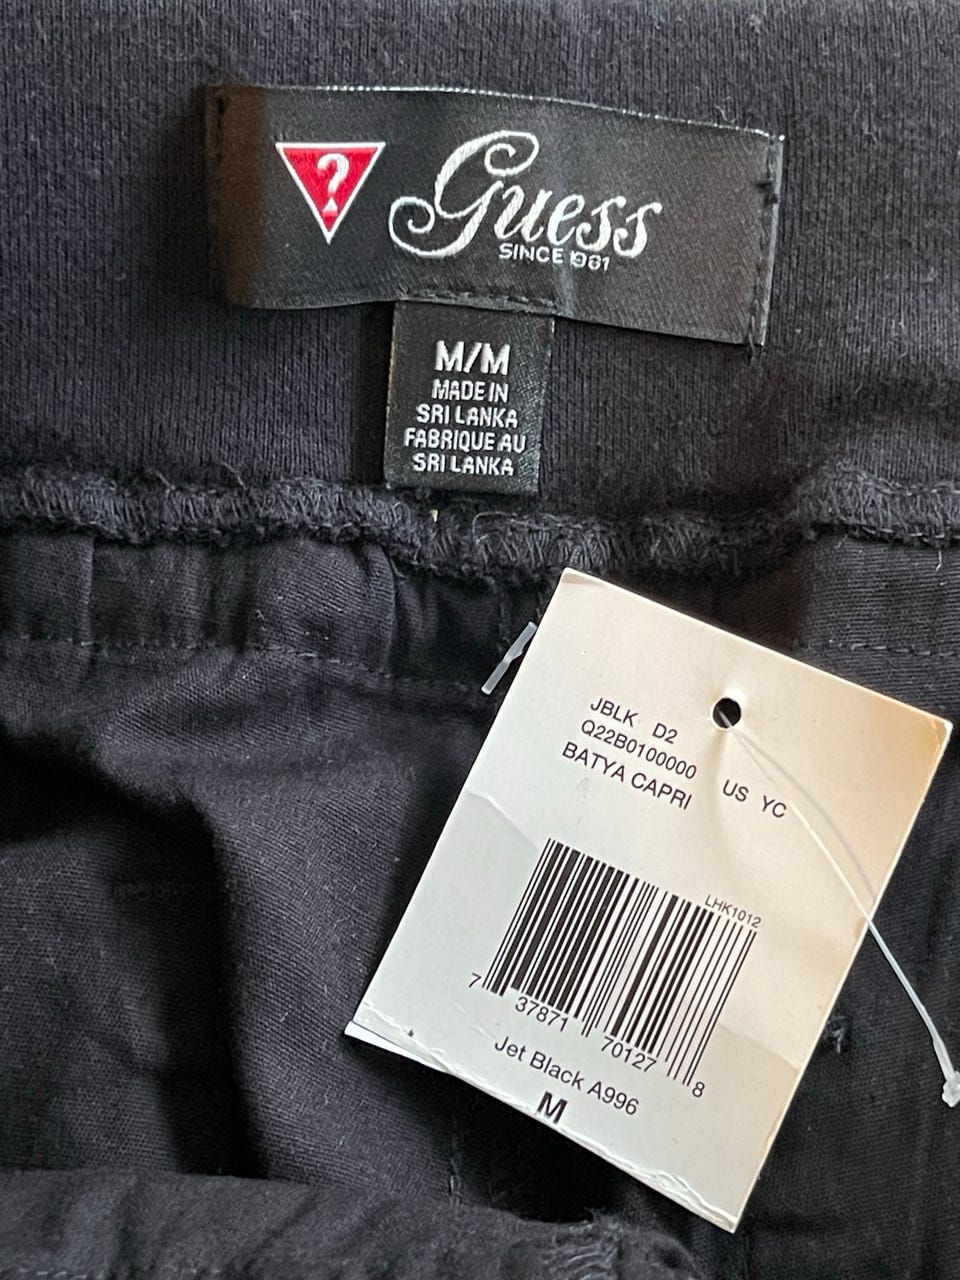 ?
Guess
SINCE 1981
M/M
MADE IN
SRI LANKA
FABRIQUE AU
SRI LANKA
JBLK D2
Q22B0100000 US YC
BATYA CAPRI
LHK1012
7 37871 70127 8
Jet Black A996
M